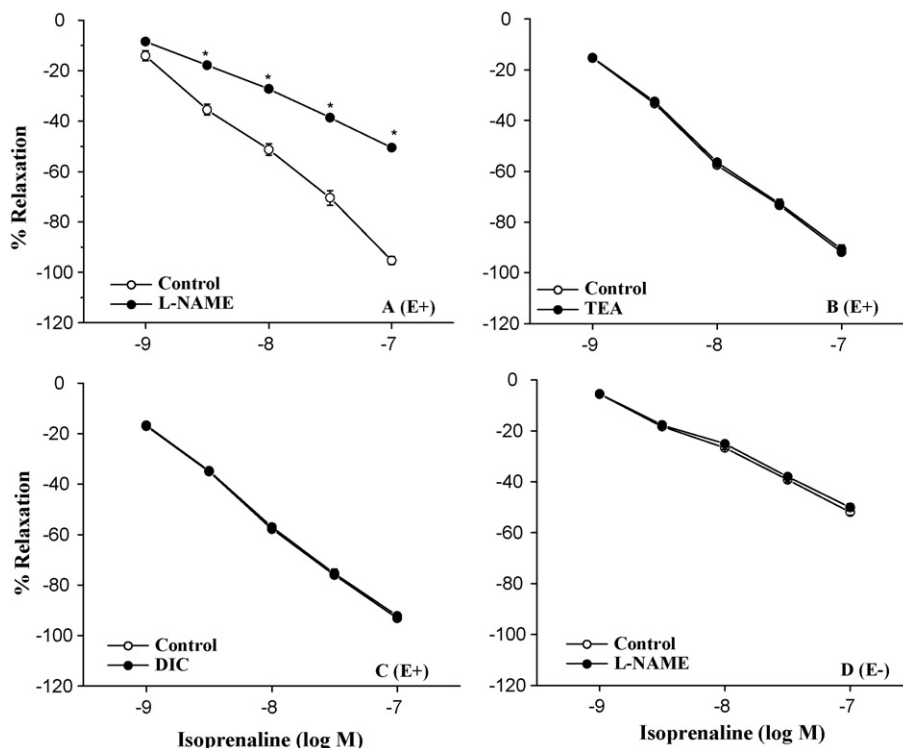 0
-20
-40
-60
-80
-100
-120
% Relaxation
*
*
*
*
Control
L-NAME
A (E+)
-9
-8
-7
0
-20
-40
-60
-80
-100
-120
Control
TEA
B (E+)
-9
-8
-7
0
-20
-40
-60
-80
-100
-120
% Relaxation
Control
DIC
C (E+)
-9
-8
-7
Isoprenaline (log M)
0
-20
-40
-60
-80
-100
-120
Control
L-NAME
D (E-)
-9
-8
-7
Isoprenaline (log M)